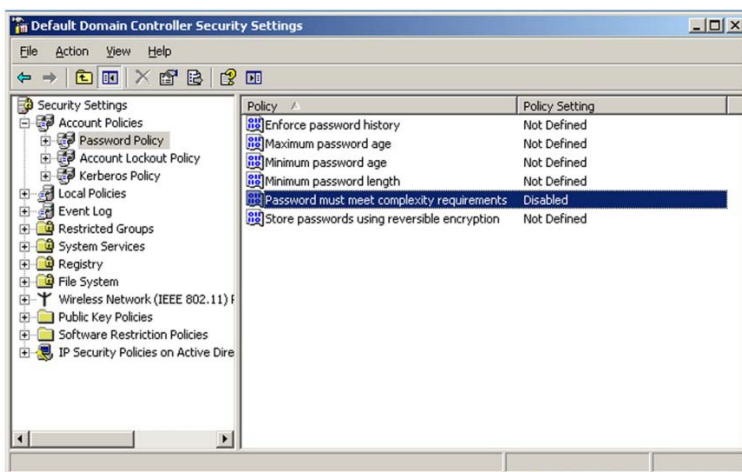 Default Domain Controller Security Settings
File Action View Help
Security Settings
Account Policies
Password Policy
Account Lockout Policy
Kerberos Policy
Local Policies
Event Log
Restricted Groups
System Services
Registry
File System
Wireless Network (IEEE 802.11) P
Public Key Policies
Software Restriction Policies
IP Security Policies on Active Dire
Policy Policy Setting
Enforce password history Not Defined
Maximum password age Not Defined
Minimum password age Not Defined
Minimum password length Not Defined
Password must meet complexity requirements Disabled
Store passwords using reversible encryption Not Defined